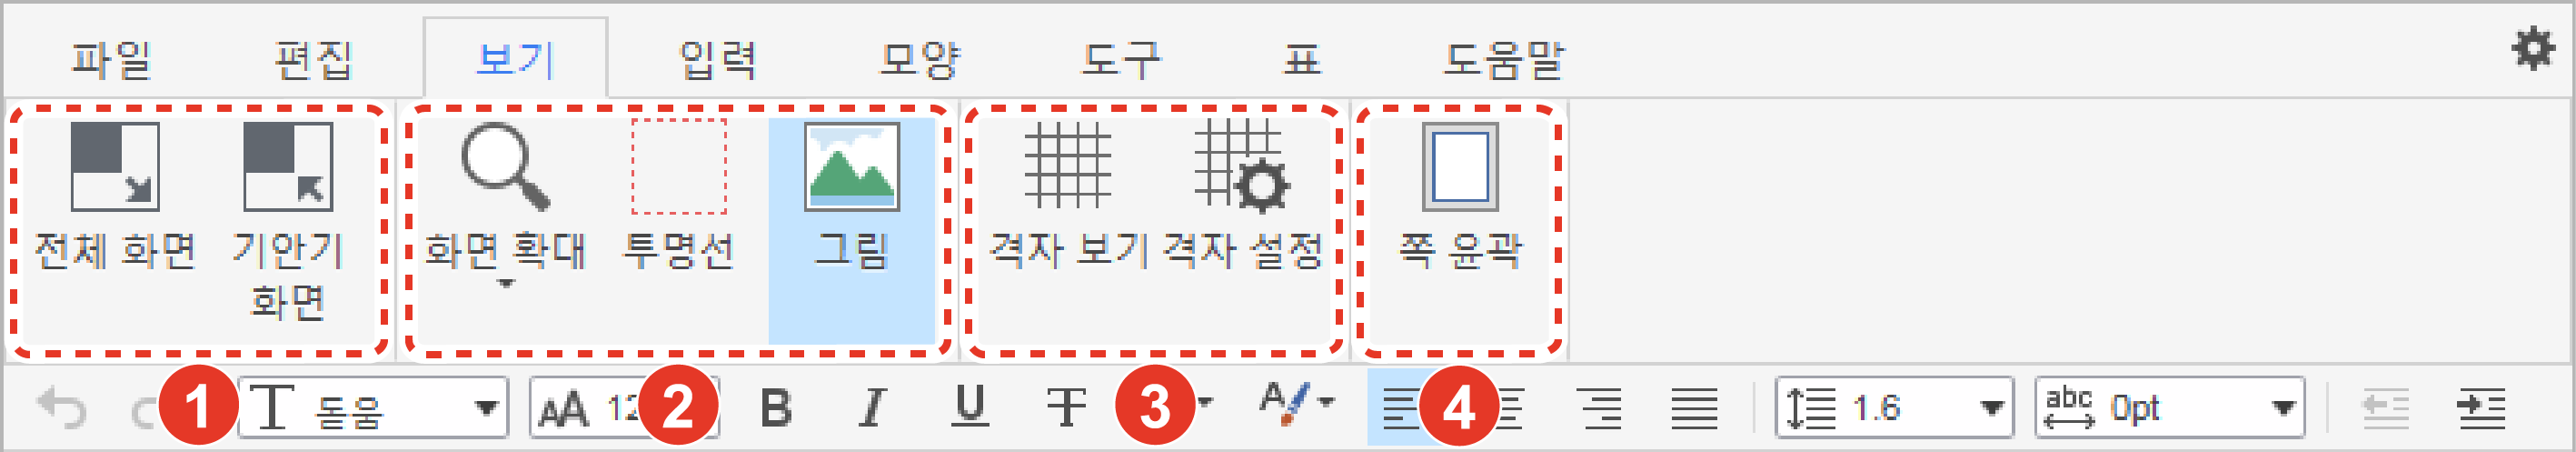 파일 편집 보기 입력 모양 도구 표 도움말
전체 화면 기안기 화면 화면 확대 투명선 그림 격자 보기 격자 설정 쪽 윤곽
1 T 돋움 AA 12 2 B I U T 3 A 4 1.6 abc 0pt